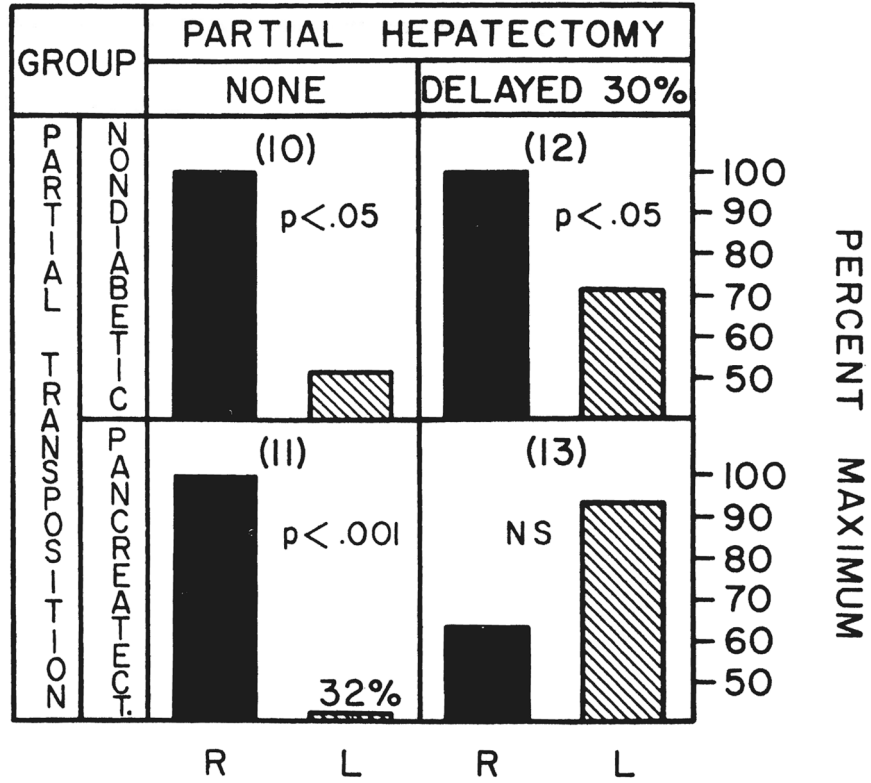 GROUP
PARTIAL HEPATECTOMY
NONE
DELAYED 30%
PARTIAL TRANSPOSITION
NONDIABETIC
(10)
p<.05
(12)
p<.05
100
90
80
70
60
50
PANCREATECT.
(11)
p<.001
32%
(13)
NS
100
90
80
70
60
50
PERCENT MAXIMUM
R L R L